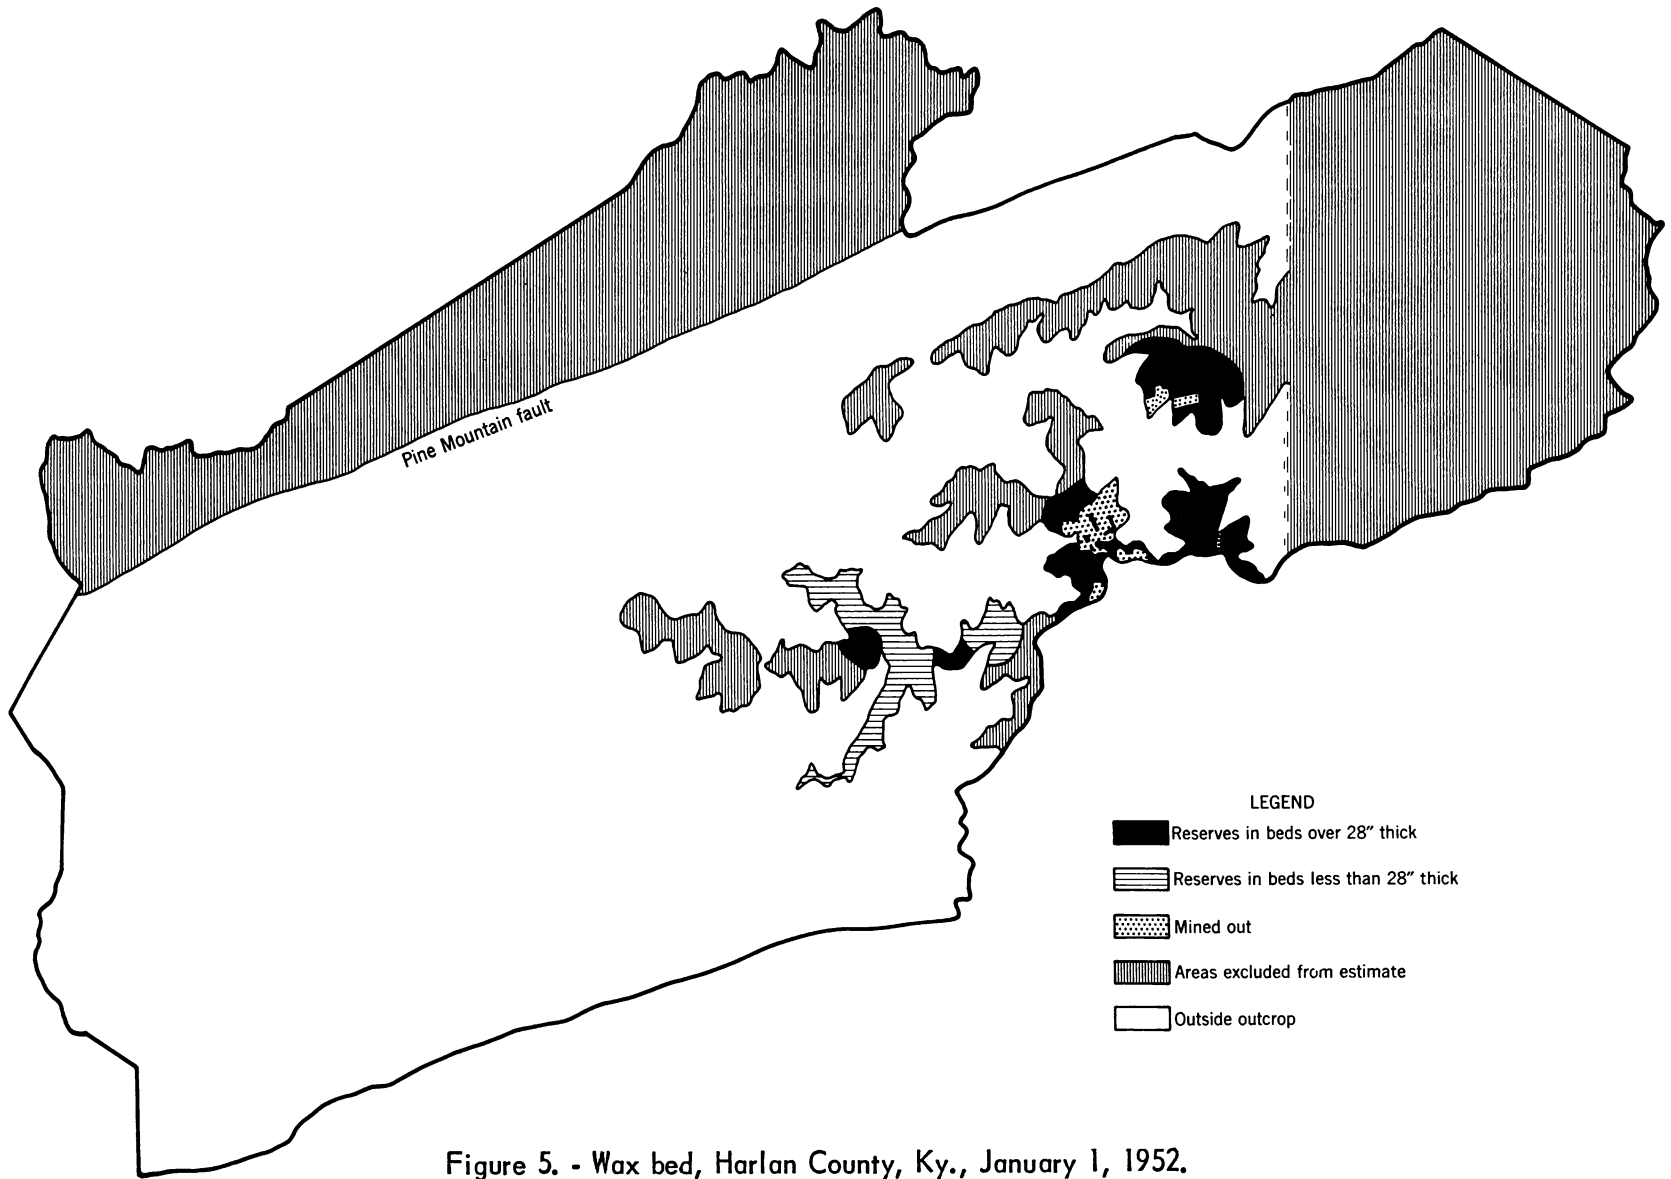 Pine Mountain fault
LEGEND
Reserves in beds over 28" thick
Reserves in beds less than 28" thick
Mined out
Areas excluded from estimate
Outside outcrop
Figure 5. - Wax bed, Harlan County, Ky., January 1, 1952.